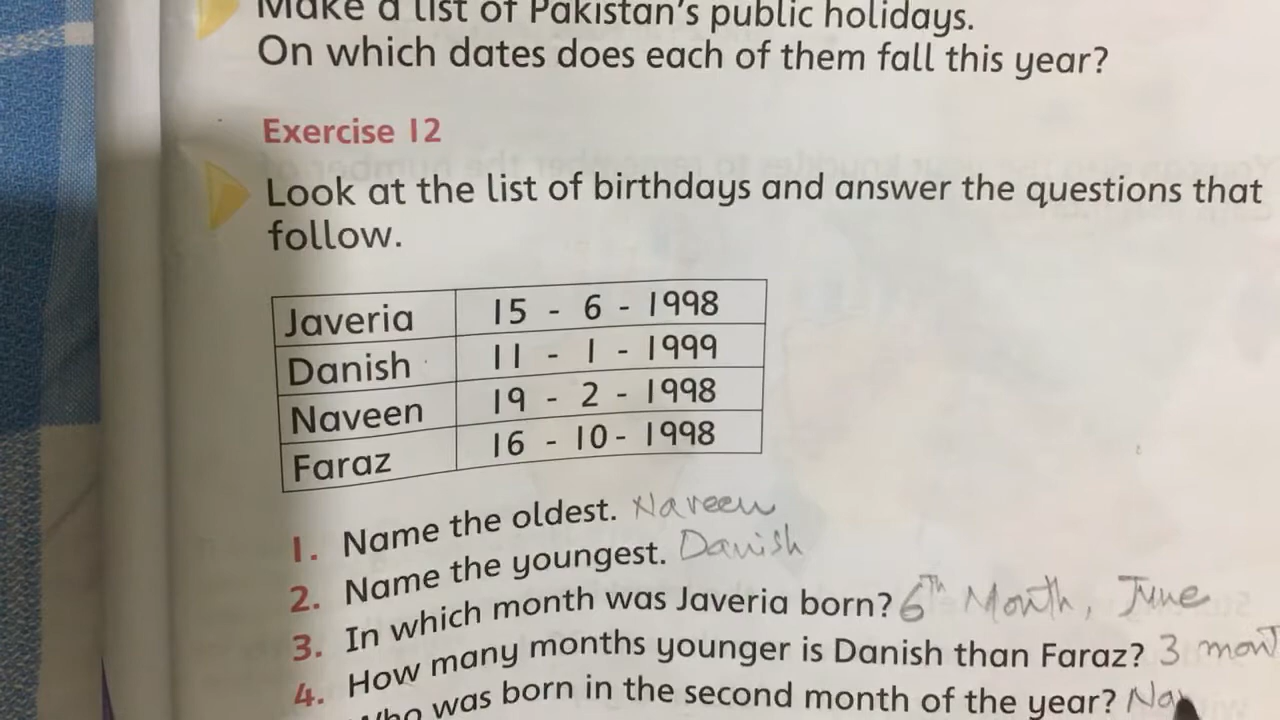 Make a list of Pakistan's public holidays.
On which dates does each of them fall this year?
Exercise 12
Look at the list of birthdays and answer the questions that
follow.
Javeria 15 - 6 - 1998
Danish 11 - 1 - 1999
Naveen 19 - 2 - 1998
Faraz 16 - 10 - 1998
1. Name the oldest. Naveen
2. Name the youngest. Danish
3. In which month was Javeria born? 6Th Month, June
4. How many months younger is Danish than Faraz? 3 mont
Who was born in the second month of the year? Na